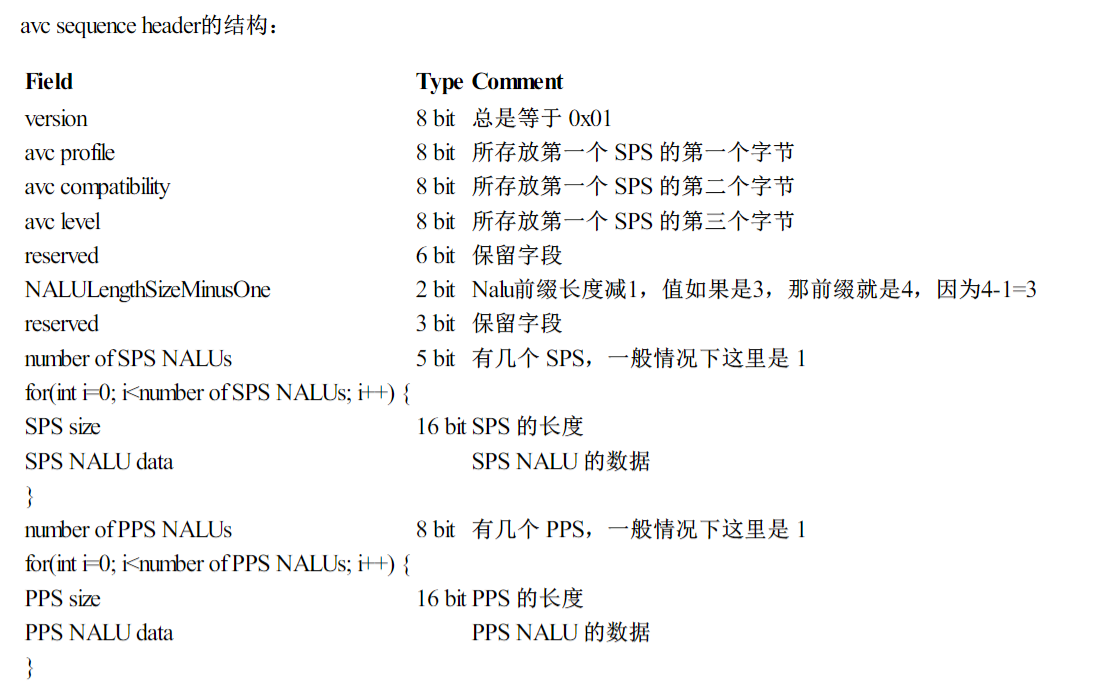 avc sequence header的结构：
Field Type Comment
version 8 bit 总是等于 0x01
avc profile 8 bit 所存放第一个 SPS 的第一个字节
avc compatibility 8 bit 所存放第一个 SPS 的第二个字节
avc level 8 bit 所存放第一个 SPS 的第三个字节
reserved 6 bit 保留字段
NALULengthSizeMinusOne 2 bit Nalu前缀长度减1，值如果是3，那前缀就是4，因为4-1=3
reserved 3 bit 保留字段
number of SPS NALUs 5 bit 有几个 SPS，一般情况下这里是 1
for(int i=0; i<number of SPS NALUs; i++) {
SPS size 16 bit SPS 的长度
SPS NALU data SPS NALU 的数据
}
number of PPS NALUs 8 bit 有几个 PPS，一般情况下这里是 1
for(int i=0; i<number of PPS NALUs; i++) {
PPS size 16 bit PPS 的长度
PPS NALU data PPS NALU 的数据
}